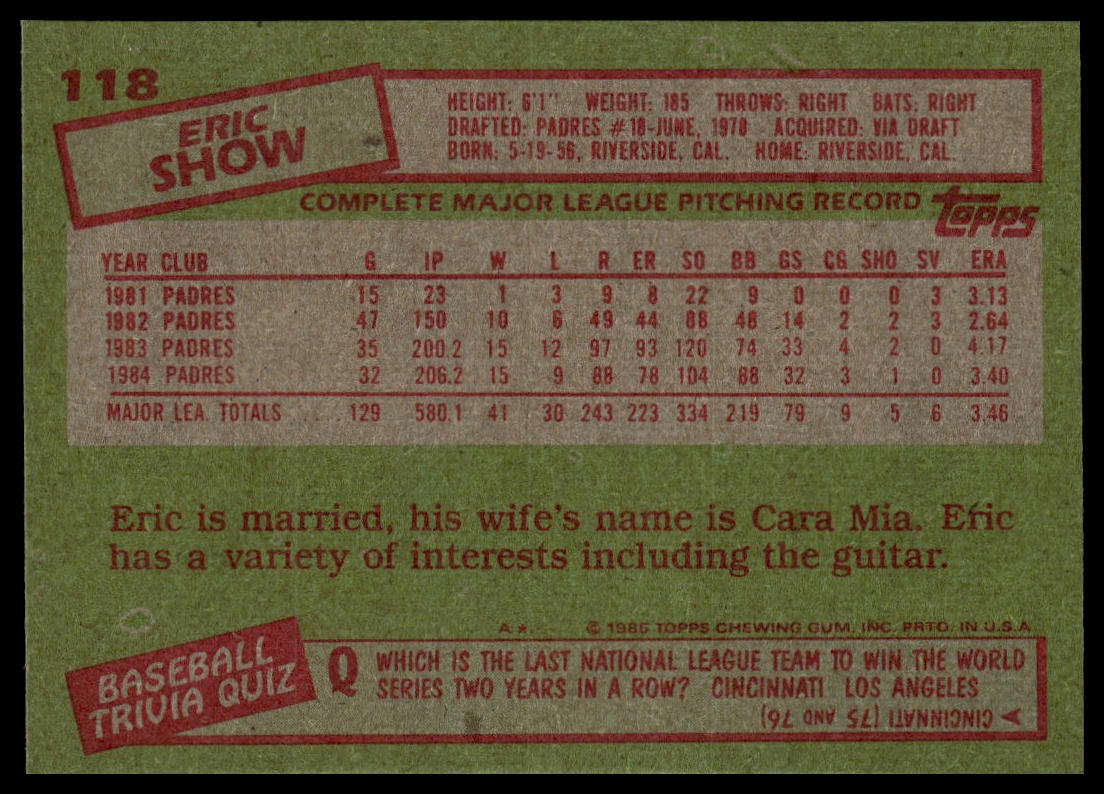 118
ERIC
SHOW
HEIGHT: 6'1" WEIGHT: 185 THROWS: RIGHT BATS: RIGHT
DRAFTED: PADRES #18-JUNE, 1978 ACQUIRED: VIA DRAFT
BORN: 5-19-56, RIVERSIDE, CAL. HOME: RIVERSIDE, CAL.
COMPLETE MAJOR LEAGUE PITCHING RECORD topps
YEAR CLUB G IP W L R ER SO BB GS CG SHO SV ERA
1981 PADRES 15 23 1 3 9 8 22 9 0 0 0 3 3.13
1982 PADRES 47 150 10 6 49 44 88 48 14 2 2 3 2.64
1983 PADRES 35 200.2 15 12 97 93 120 74 33 4 2 0 4.17
1984 PADRES 32 206.2 15 9 88 78 104 88 32 3 1 0 3.40
MAJOR LEA. TOTALS .... 129 580.1 41 30 243 223 334 219 79 9 5 6 3.46
Eric is married, his wife's name is Cara Mia. Eric
has a variety of interests including the guitar.
A★ © 1985 TOPPS CHEWING GUM, INC. PRTD. IN U.S.A
BASEBALL
TRIVIA QUIZ
Q WHICH IS THE LAST NATIONAL LEAGUE TEAM TO WIN THE WORLD
SERIES TWO YEARS IN A ROW? CINCINNATI LOS ANGELES
A CINCINNATI (75 AND 76)